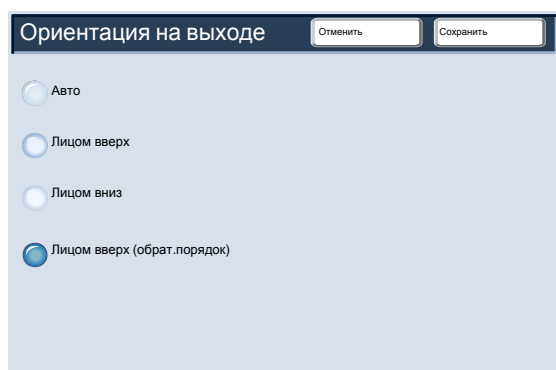 Ориентация на выходе
Отменить
Сохранить
Авто
Лицом вверх
Лицом вниз
Лицом вверх (обрат.порядок)